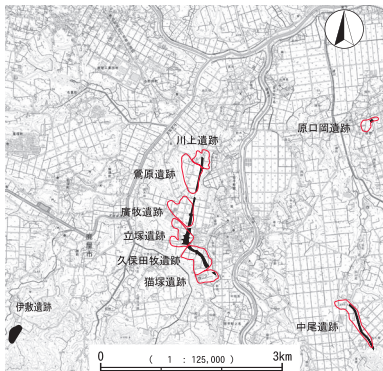 原口岡遺跡
川上遺跡
鶯原遺跡
廣牧遺跡
立塚遺跡
久保田牧遺跡
猫塚遺跡
伊敷遺跡
中尾遺跡
0 ( 1 : 125,000 ) 3km